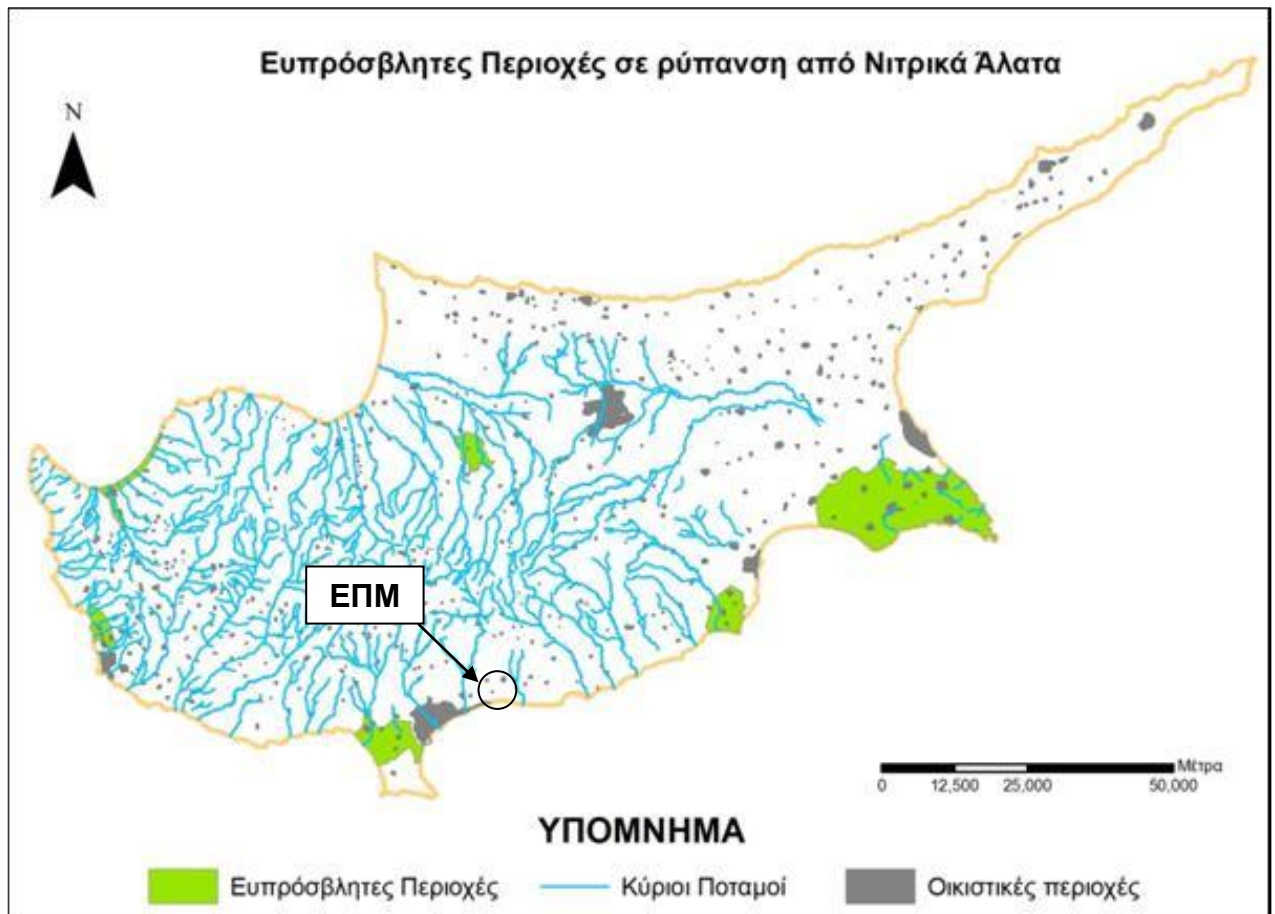 Ευπρόσβλητες Περιοχές σε ρύπανση από Νιτρικά Άλατα
N
ΕΠΜ
Μέτρα
0 12,500 25,000 50,000
ΥΠΟΜΝΗΜΑ
Ευπρόσβλητες Περιοχές Κύριοι Ποταμοί Οικιστικές περιοχές